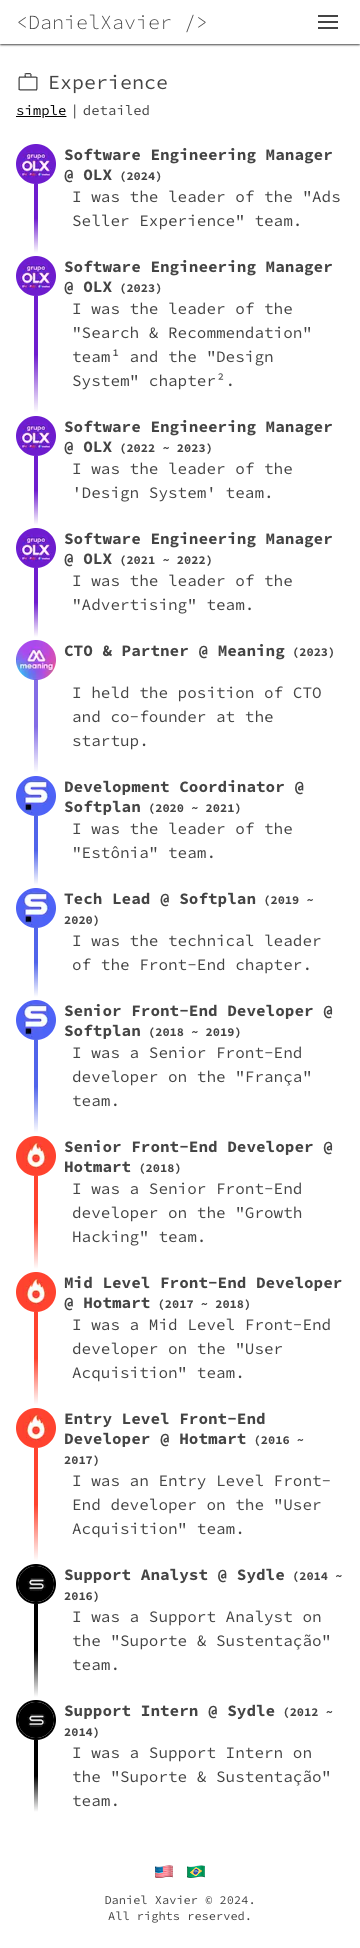 <DanielXavier />
Experience
simple | detailed
grupo
OLX
Software Engineering Manager
@ OLX (2024)
I was the leader of the "Ads
Seller Experience" team.
grupo
OLX
Software Engineering Manager
@ OLX (2023)
I was the leader of the
"Search & Recommendation"
team¹ and the "Design
System" chapter².
grupo
OLX
Software Engineering Manager
@ OLX (2022 ~ 2023)
I was the leader of the
'Design System' team.
grupo
OLX
Software Engineering Manager
@ OLX (2021 ~ 2022)
I was the leader of the
"Advertising" team.
meaning
CTO & Partner @ Meaning (2023)
I held the position of CTO
and co-founder at the
startup.
Development Coordinator @
Softplan (2020 ~ 2021)
I was the leader of the
"Estônia" team.
Tech Lead @ Softplan (2019 ~
2020)
I was the technical leader
of the Front-End chapter.
Senior Front-End Developer @
Softplan (2018 ~ 2019)
I was a Senior Front-End
developer on the "França"
team.
Senior Front-End Developer @
Hotmart (2018)
I was a Senior Front-End
developer on the "Growth
Hacking" team.
Mid Level Front-End Developer
@ Hotmart (2017 ~ 2018)
I was a Mid Level Front-End
developer on the "User
Acquisition" team.
Entry Level Front-End
Developer @ Hotmart (2016 ~
2017)
I was an Entry Level Front-
End developer on the "User
Acquisition" team.
Support Analyst @ Sydle (2014 ~
2016)
I was a Support Analyst on
the "Suporte & Sustentação"
team.
Support Intern @ Sydle (2012 ~
2014)
I was a Support Intern on
the "Suporte & Sustentação"
team.
Daniel Xavier © 2024.
All rights reserved.